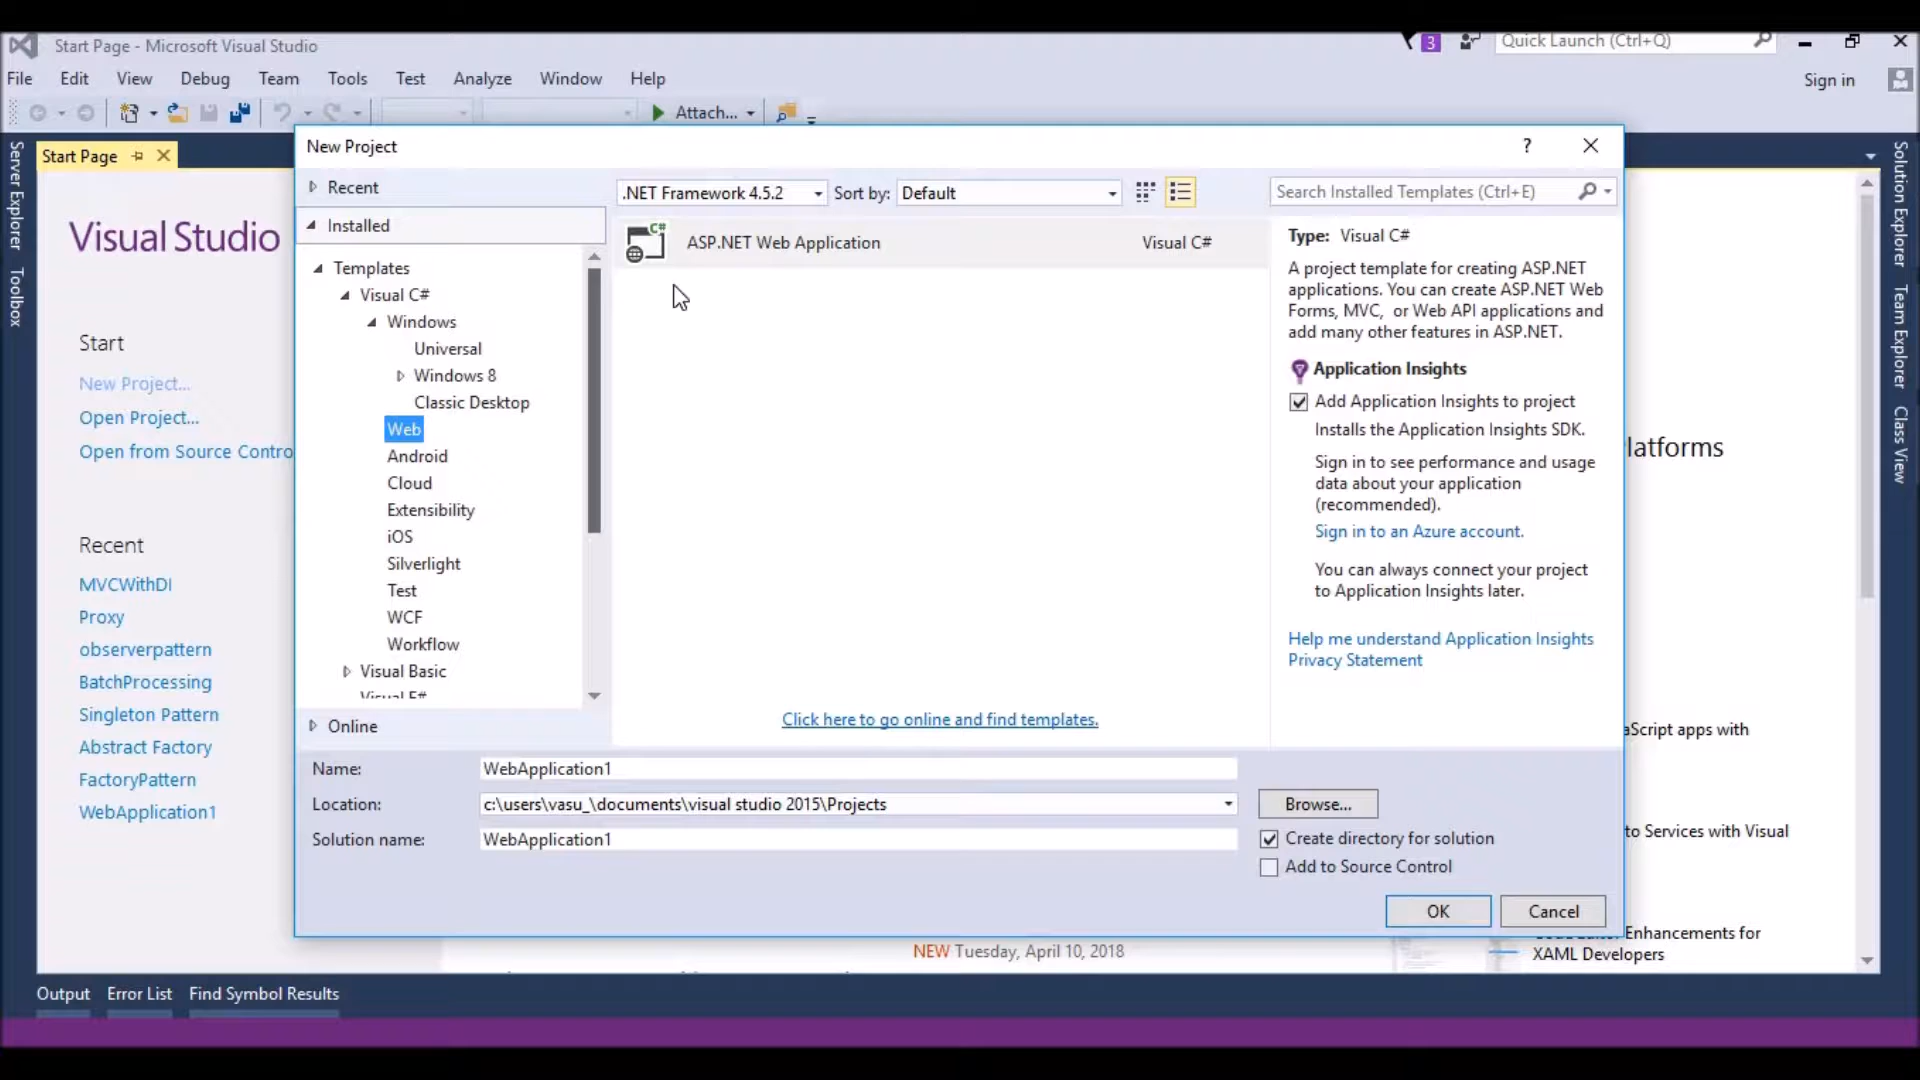 Start Page - Microsoft Visual Studio
3
Quick Launch (Ctrl+Q)
File Edit View Debug Team Tools Test Analyze Window Help
Sign in
Attach...
Server Explorer
Toolbox
Start Page
Visual Studio
Start
New Project...
Open Project...
Open from Source Contro
Recent
MVCWithDI
Proxy
observerpattern
BatchProcessing
Singleton Pattern
Abstract Factory
FactoryPattern
WebApplication1
New Project
?
Recent
Installed
Templates
Visual C#
Windows
Universal
Windows 8
Classic Desktop
Web
Android
Cloud
Extensibility
iOS
Silverlight
Test
WCF
Workflow
Visual Basic
Visual F#
Online
.NET Framework 4.5.2
Sort by: Default
Search Installed Templates (Ctrl+E)
C#
ASP.NET Web Application Visual C#
Click here to go online and find templates.
Type: Visual C#
A project template for creating ASP.NET
applications. You can create ASP.NET Web
Forms, MVC, or Web API applications and
add many other features in ASP.NET.
Application Insights
Add Application Insights to project
Installs the Application Insights SDK.
Sign in to see performance and usage
data about your application
(recommended).
Sign in to an Azure account.
You can always connect your project
to Application Insights later.
Help me understand Application Insights
Privacy Statement
Name: WebApplication1
Location: c:\users\vasu_\documents\visual studio 2015\Projects
Browse...
Solution name: WebApplication1
Create directory for solution
Add to Source Control
OK
Cancel
latforms
aScript apps with
to Services with Visual
Enhancements for
XAML Developers
NEW Tuesday, April 10, 2018
Solution Explorer
Team Explorer
Class View
Output Error List Find Symbol Results